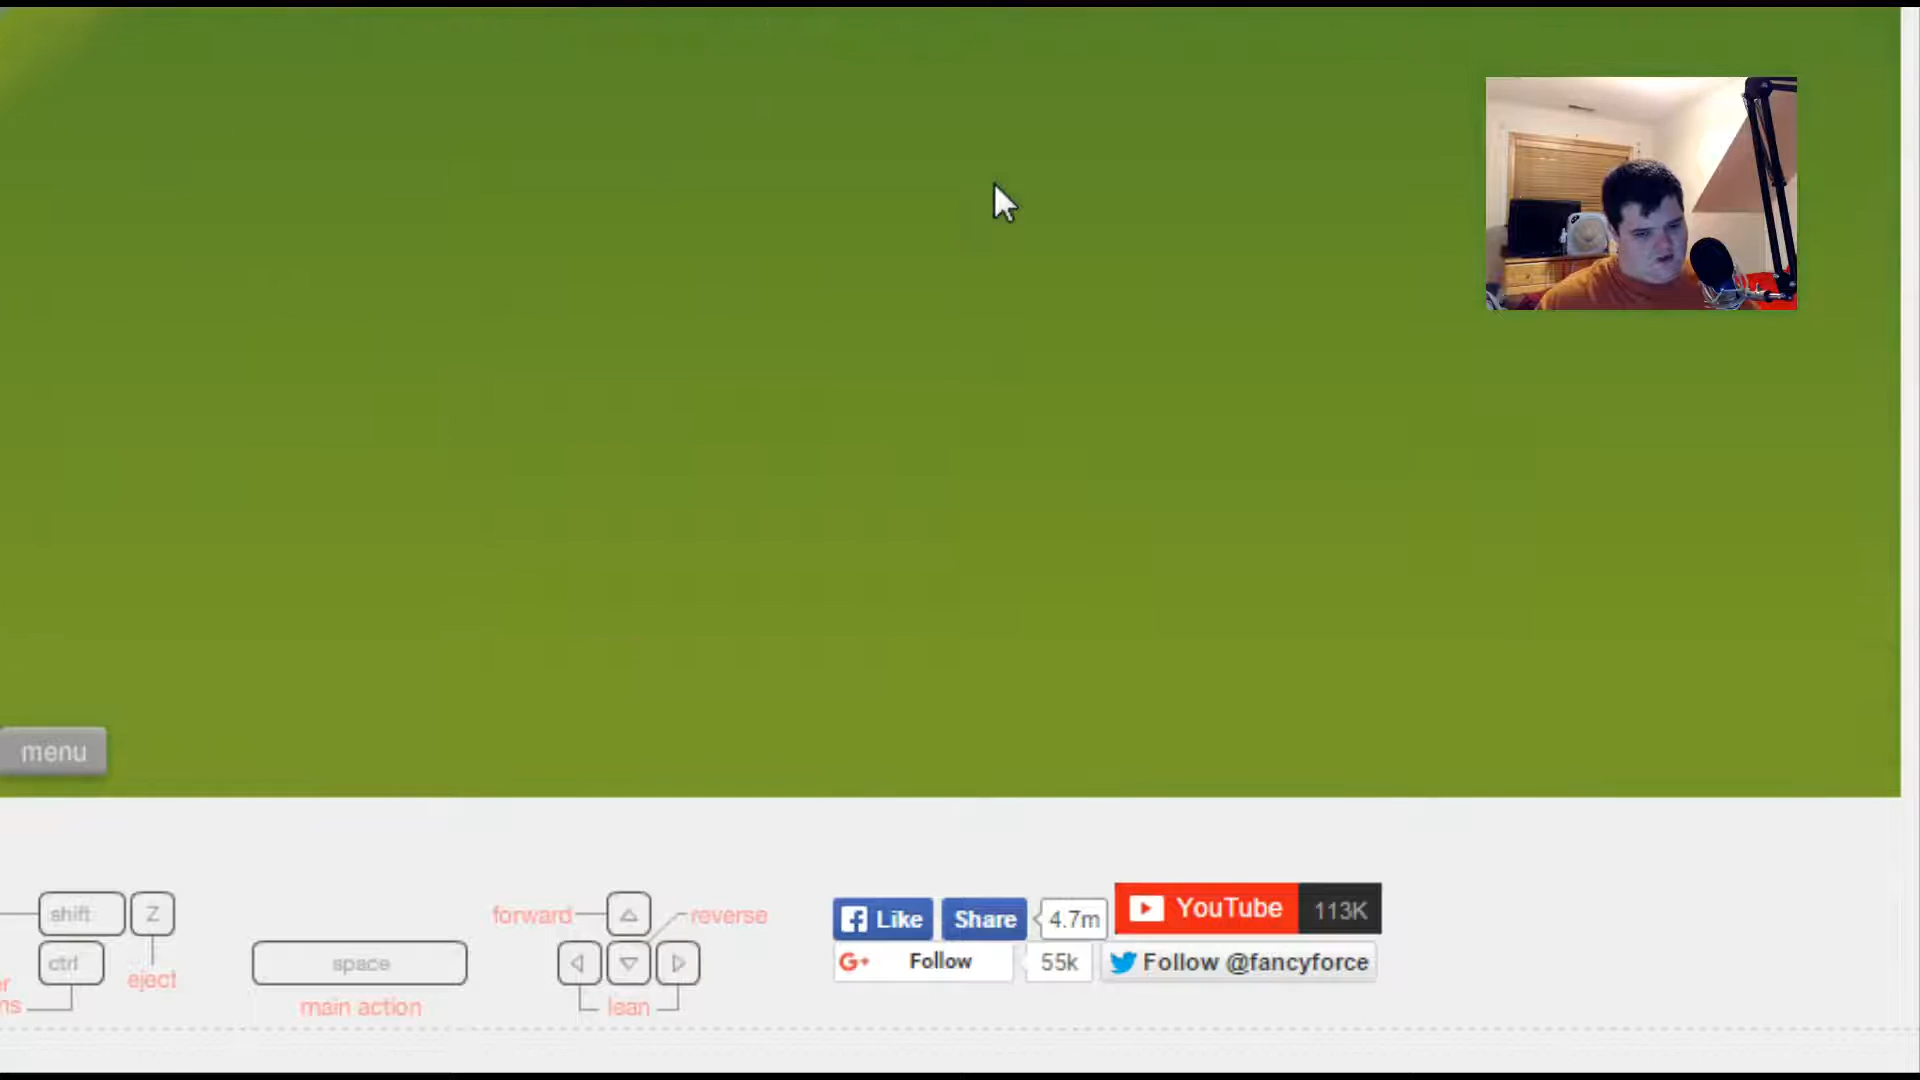 menu
shift Z
ctrl
eject
space
main action
forward
reverse
lean
Like Share 4.7m
YouTube 113K
G+ Follow 55k
Follow @fancyforce